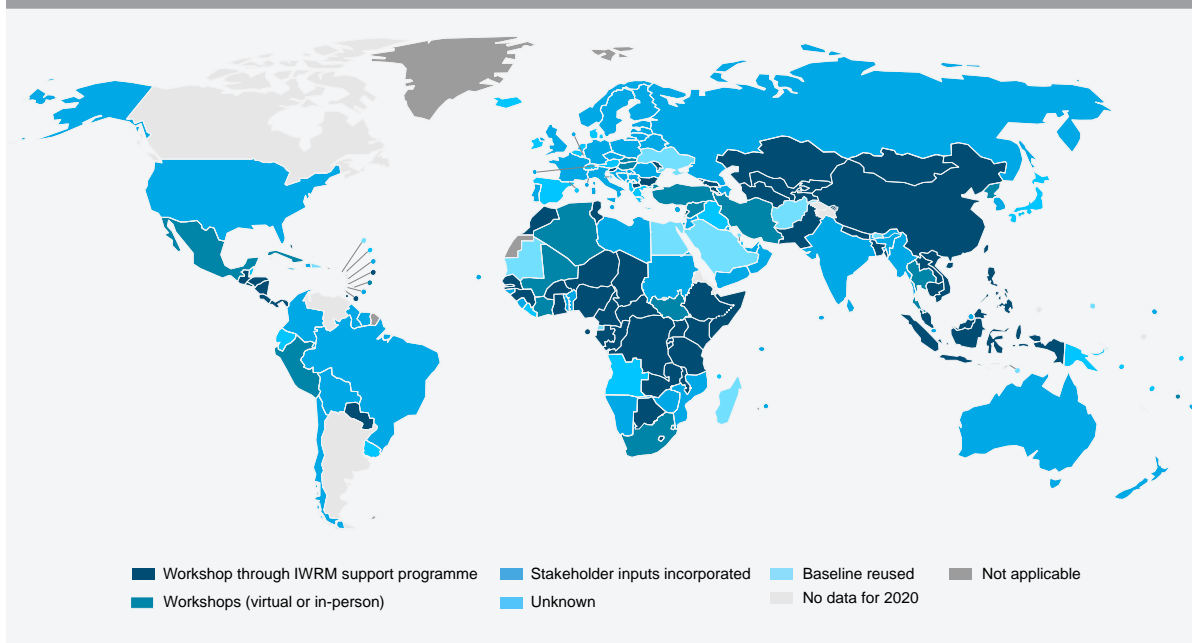 Workshop through IWRM support programme
Workshops (virtual or in-person)
Stakeholder inputs incorporated
Unknown
Baseline reused
No data for 2020
Not applicable